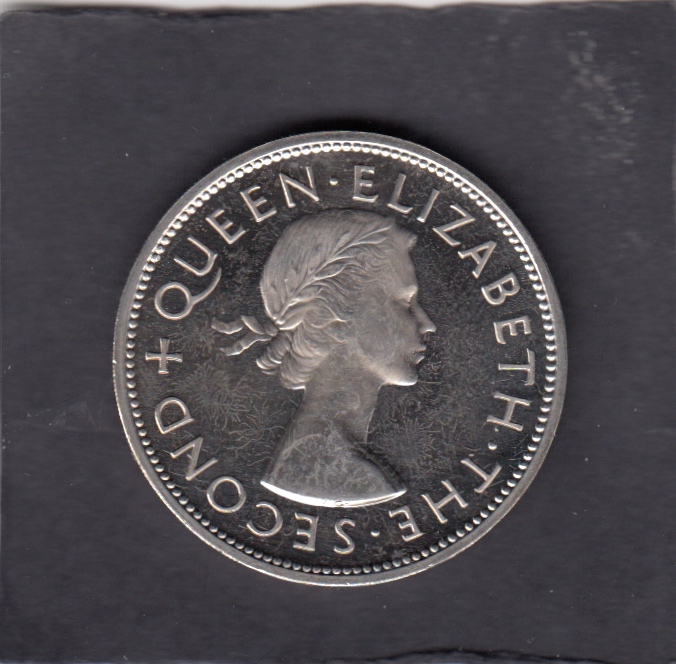 + QUEEN · ELIZABETH · THE · SECOND